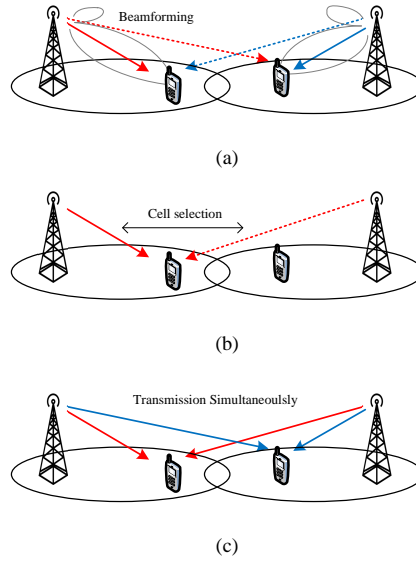 Beamforming
(a)
Cell selection
(b)
Transmission Simultaneoulsly
(c)